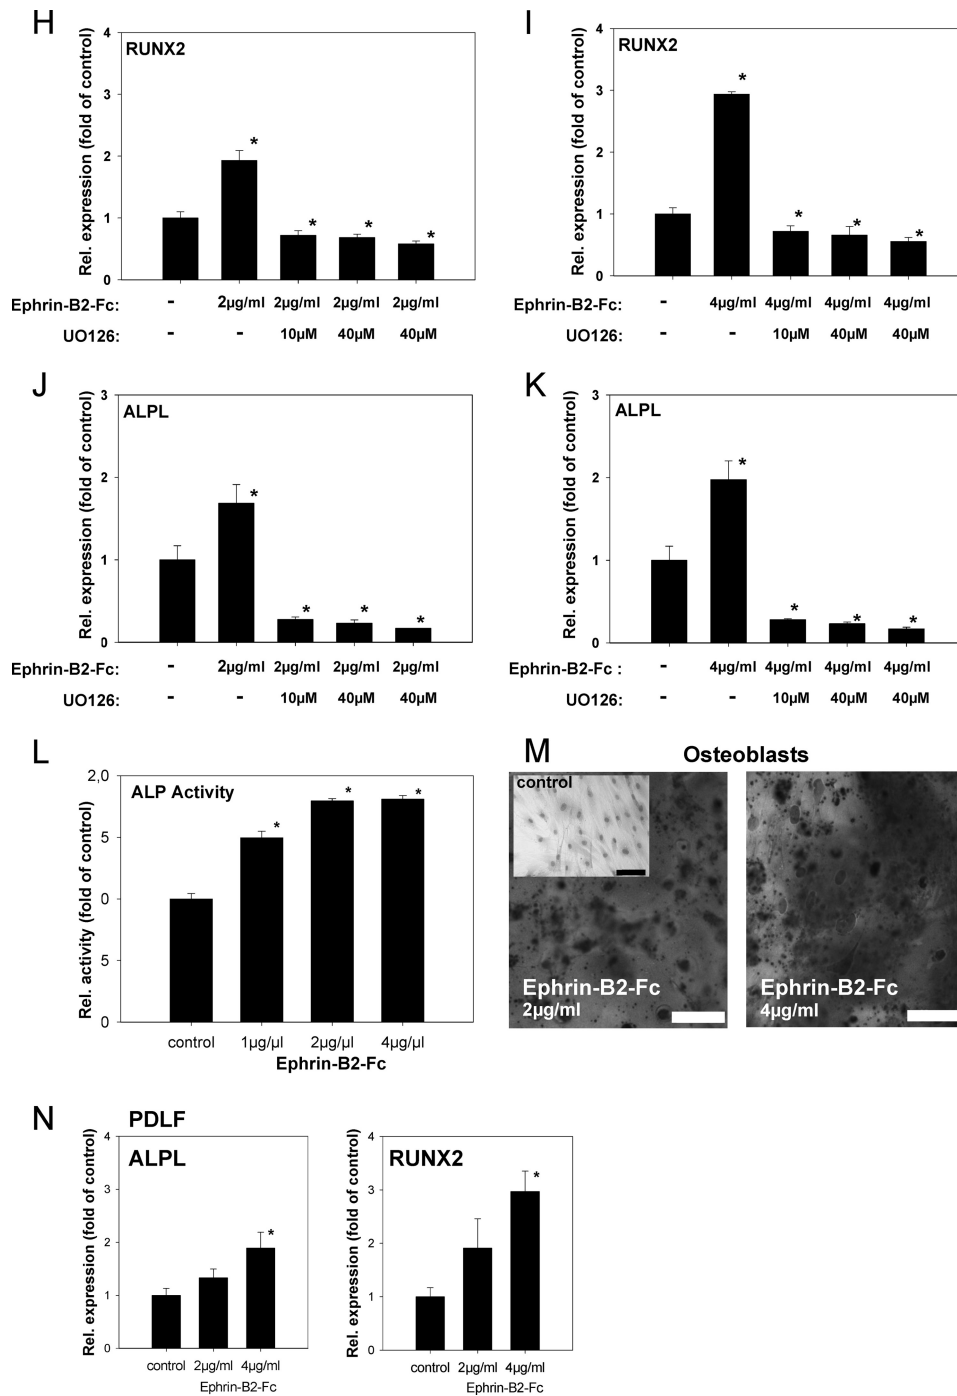 H
RUNX2
Rel. expression (fold of control)
4
3
2
1
0
*
*
*
*
Ephrin-B2-Fc: - 2µg/ml 2µg/ml 2µg/ml 2µg/ml
UO126: - - 10µM 40µM 40µM
I
RUNX2
Rel. expression (fold of control)
4
3
2
1
0
*
*
*
*
Ephrin-B2-Fc: - 4µg/ml 4µg/ml 4µg/ml 4µg/ml
UO126: - - 10µM 40µM 40µM
J
ALPL
Rel. expression (fold of control)
3
2
1
0
*
*
*
*
Ephrin-B2-Fc: - 2µg/ml 2µg/ml 2µg/ml 2µg/ml
UO126: - - 10µM 40µM 40µM
K
ALPL
Rel. expression (fold of control)
3
2
1
0
*
*
*
*
Ephrin-B2-Fc : - 4µg/ml 4µg/ml 4µg/ml 4µg/ml
UO126: - - 10µM 40µM 40µM
L
ALP Activity
Rel. activity (fold of control)
2,0
5
0
5
0,0
*
*
*
control 1µg/µl 2µg/µl 4µg/µl
Ephrin-B2-Fc
M
Osteoblasts
control
Ephrin-B2-Fc
2µg/ml
Ephrin-B2-Fc
4µg/ml
N
PDLF
ALPL
Rel. expression (fold of control)
4
3
2
1
0
*
control 2µg/ml 4µg/ml
Ephrin-B2-Fc
RUNX2
Rel. expression (fold of control)
4
3
2
1
0
*
control 2µg/ml 4µg/ml
Ephrin-B2-Fc